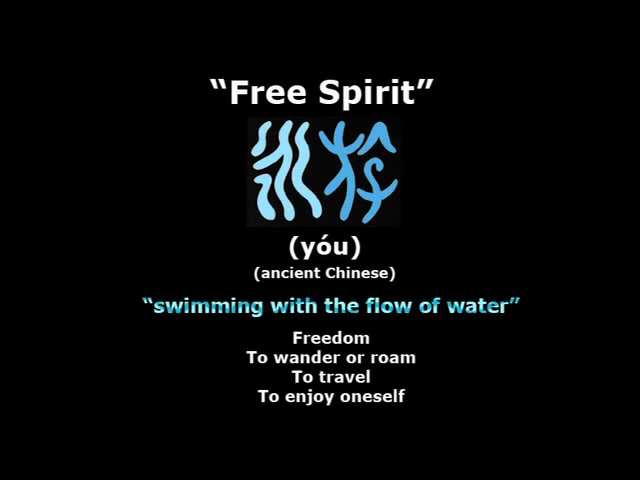 “Free Spirit”
游
(yóu)
(ancient Chinese)
“swimming with the flow of water”
Freedom
To wander or roam
To travel
To enjoy oneself